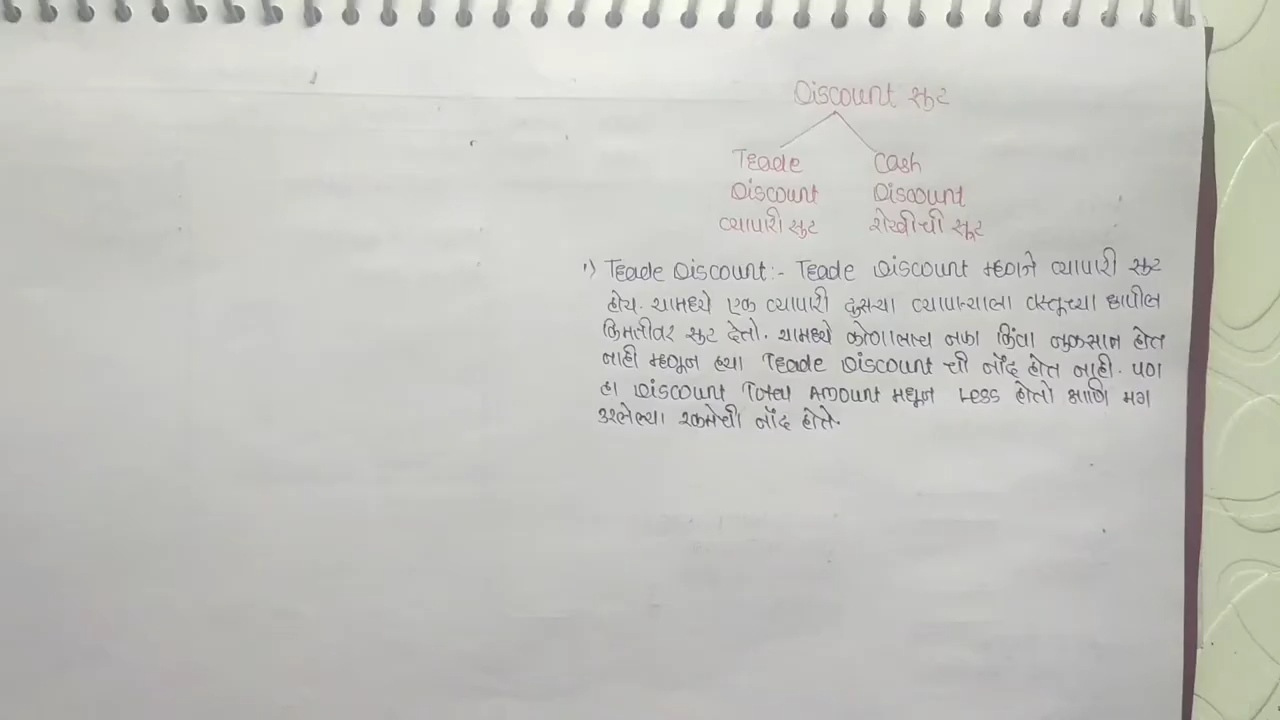 Discount सूट
Trade Cash
Discount Discount
व्यापारी सूट रोखीची सूट
1) Trade Discount:- Trade Discount म्हणजे व्यापारी सूट
होय. यामध्ये एक व्यापारी दुसऱ्या व्यापाऱ्याला वस्तूच्या छापील
किमतीवर सूट देतो. यामध्ये कोणालाच नफा किंवा नुकसान होत
नाही म्हणून ह्या Trade Discount ची नोंद होत नाही. पण
हा Discount Total Amount मधून Less होतो आणि मग
उरलेल्या रकमेची नोंद होते.